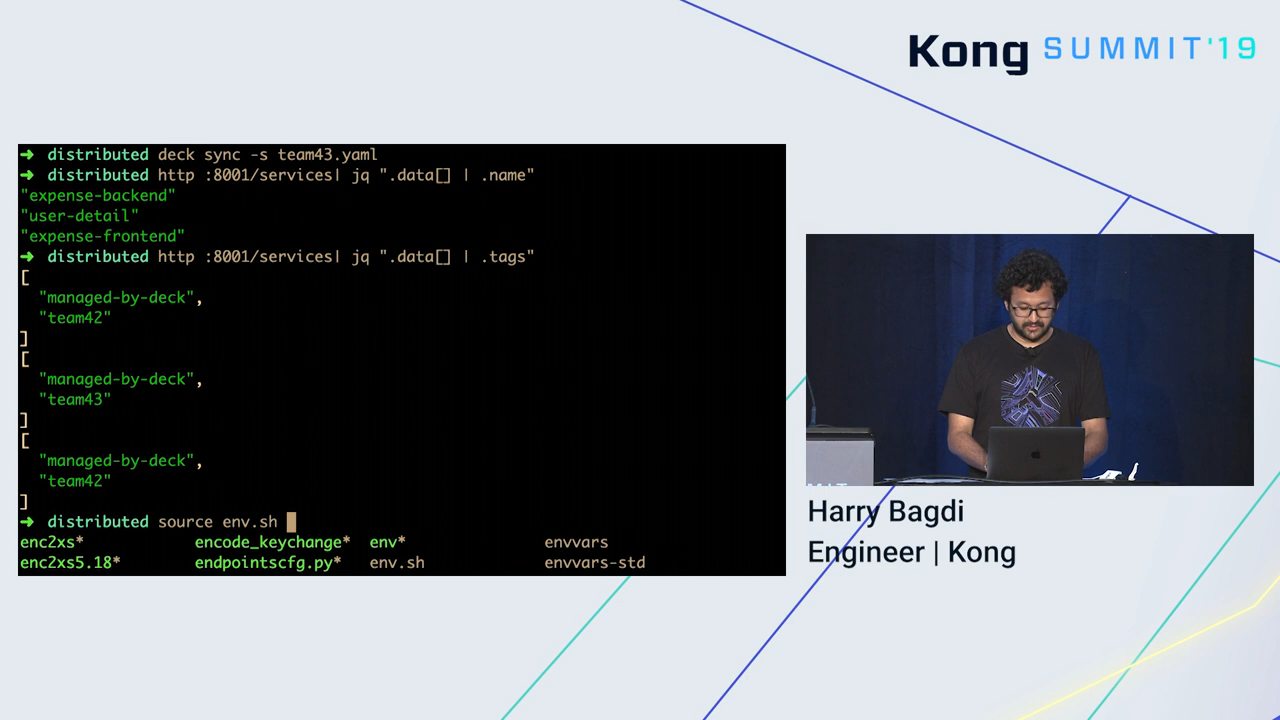 Kong SUMMIT'19
➜ distributed deck sync -s team43.yaml
➜ distributed http :8001/services| jq ".data[] | .name"
"expense-backend"
"user-detail"
"expense-frontend"
➜ distributed http :8001/services| jq ".data[] | .tags"
[
"managed-by-deck",
"team42"
]
[
"managed-by-deck",
"team43"
]
[
"managed-by-deck",
"team42"
]
➜ distributed source env.sh
enc2xs* encode_keychange* env* envvars
enc2xs5.18* endpointscfg.py* env.sh envvars-std
Harry Bagdi
Engineer | Kong